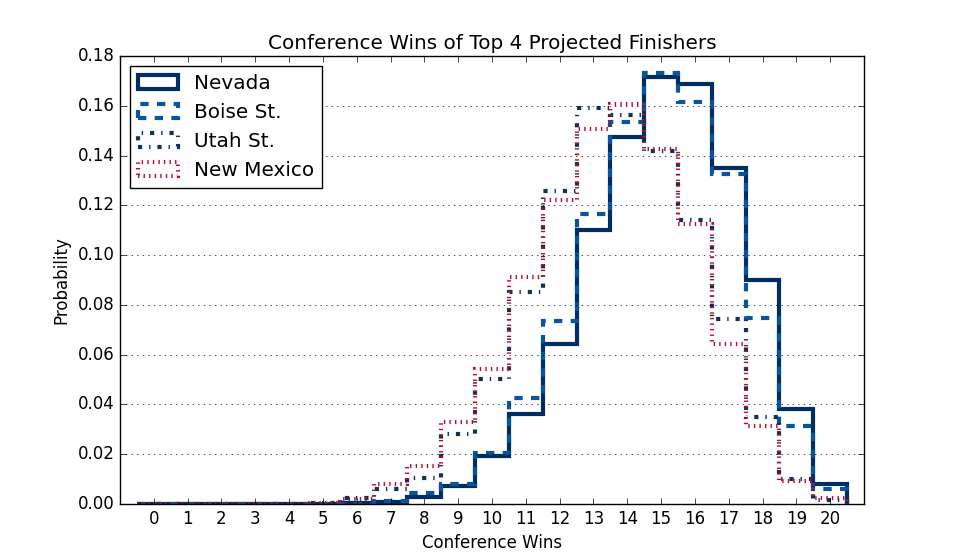 Conference Wins of Top 4 Projected Finishers
0.18
0.16
0.14
0.12
0.10
0.08
0.06
0.04
0.02
0.00
Probability
Nevada
Boise St.
Utah St.
New Mexico
0 1 2 3 4 5 6 7 8 9 10 11 12 13 14 15 16 17 18 19 20
Conference Wins